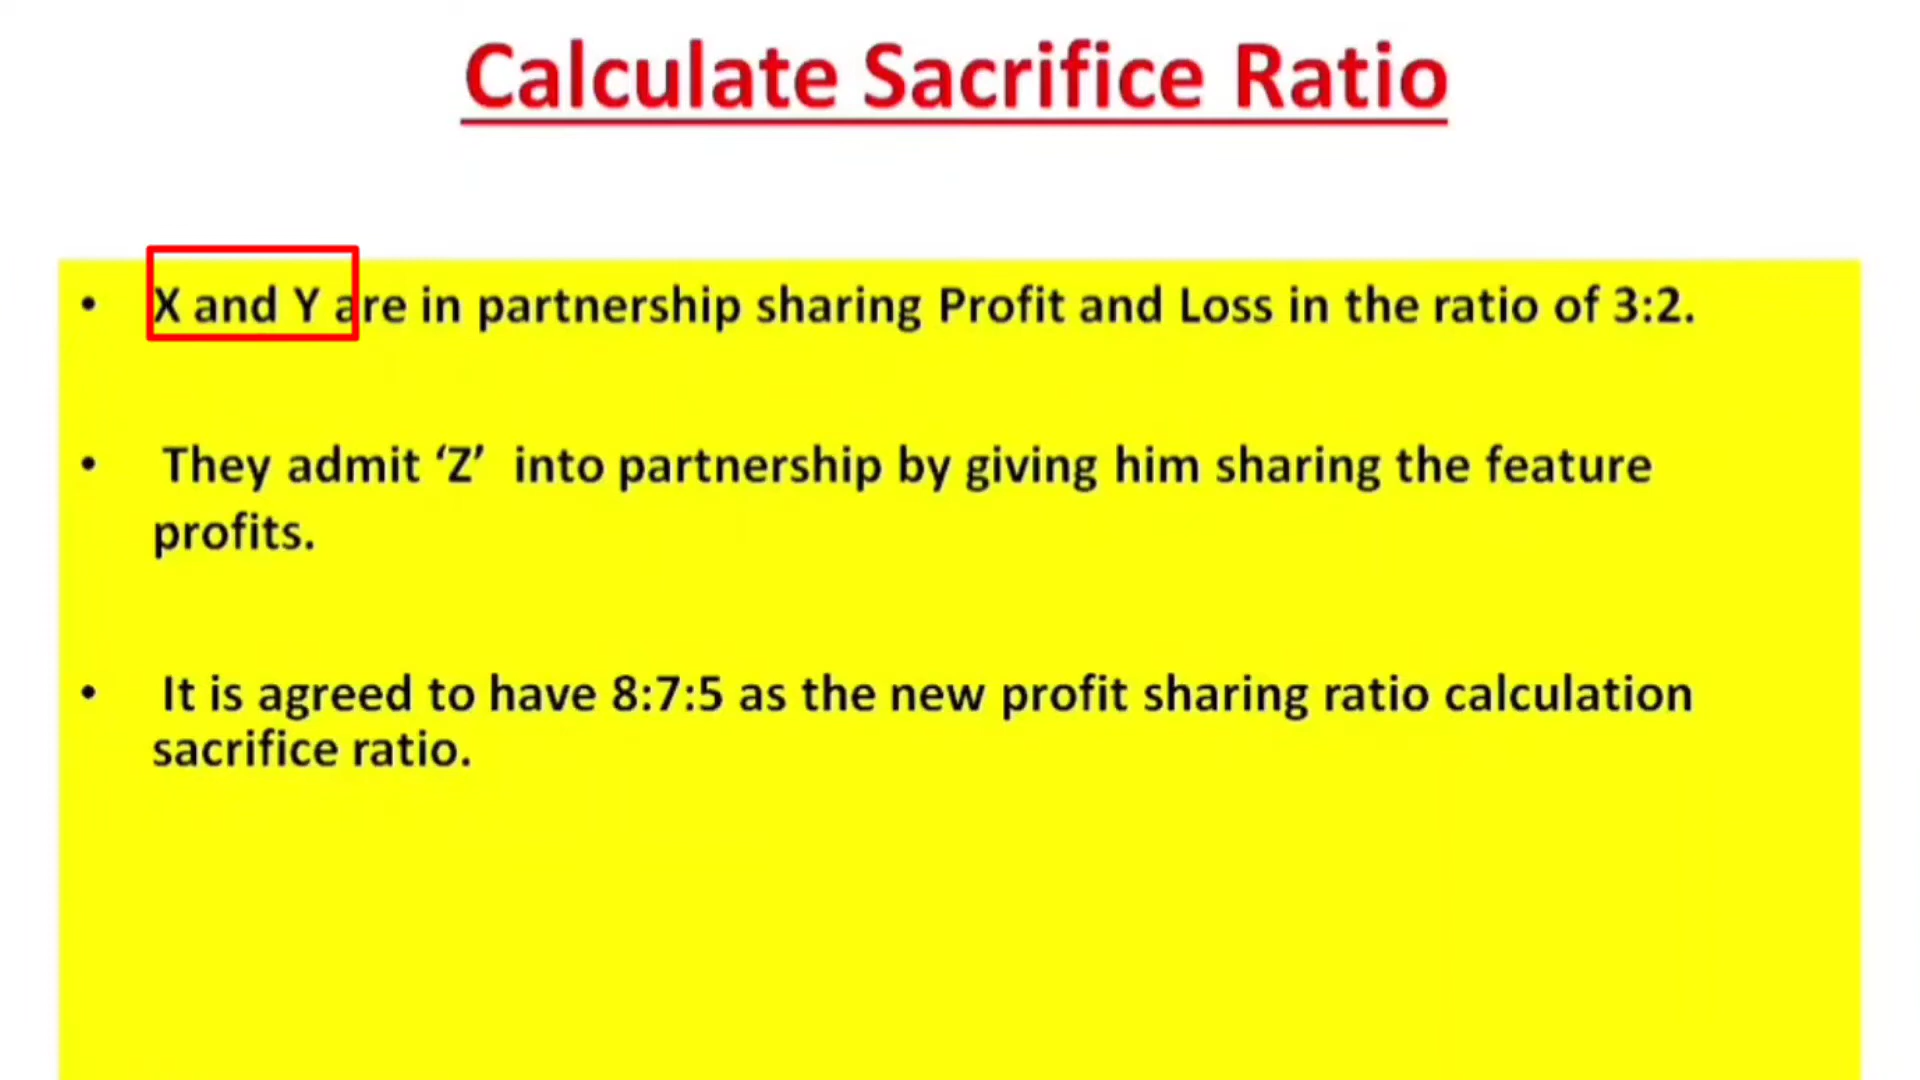 Calculate Sacrifice Ratio
• X and Y are in partnership sharing Profit and Loss in the ratio of 3:2.
• They admit ‘Z’ into partnership by giving him sharing the feature
profits.
• It is agreed to have 8:7:5 as the new profit sharing ratio calculation
sacrifice ratio.